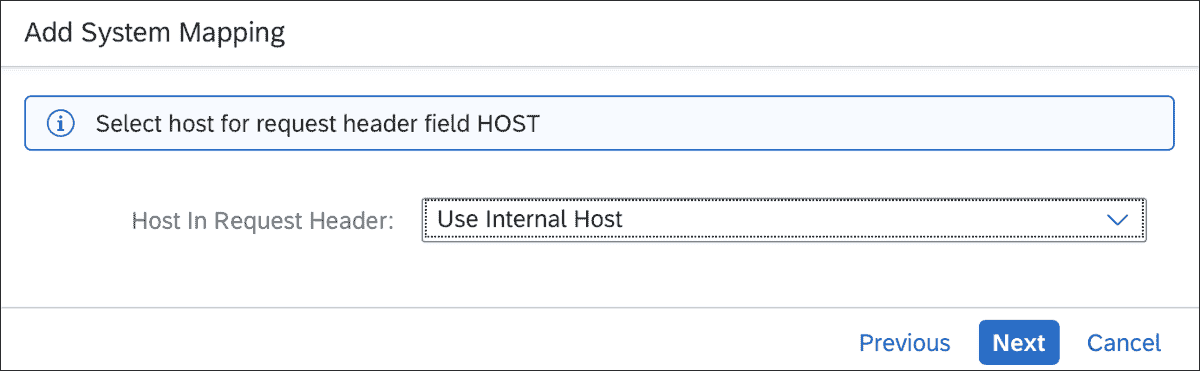 Add System Mapping
Select host for request header field HOST
Host In Request Header: Use Internal Host
Previous Next Cancel